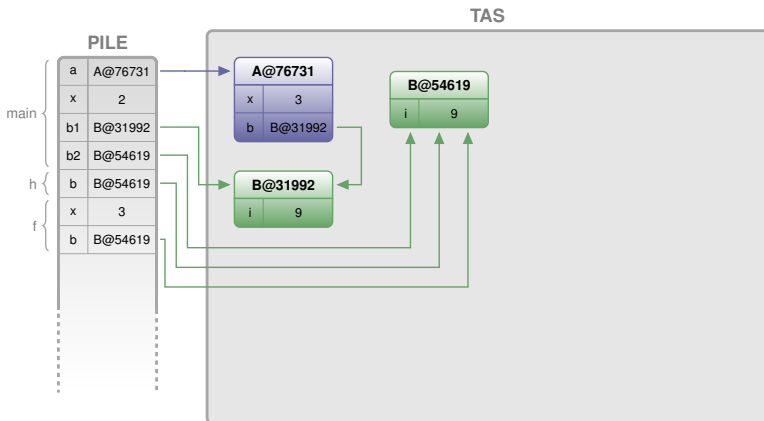 TAS
PILE
a A@76731
x 2
b1 B@31992
b2 B@54619
b B@54619
x 3
b B@54619
main
h
f
A@76731
x 3
b B@31992
B@31992
i 9
B@54619
i 9